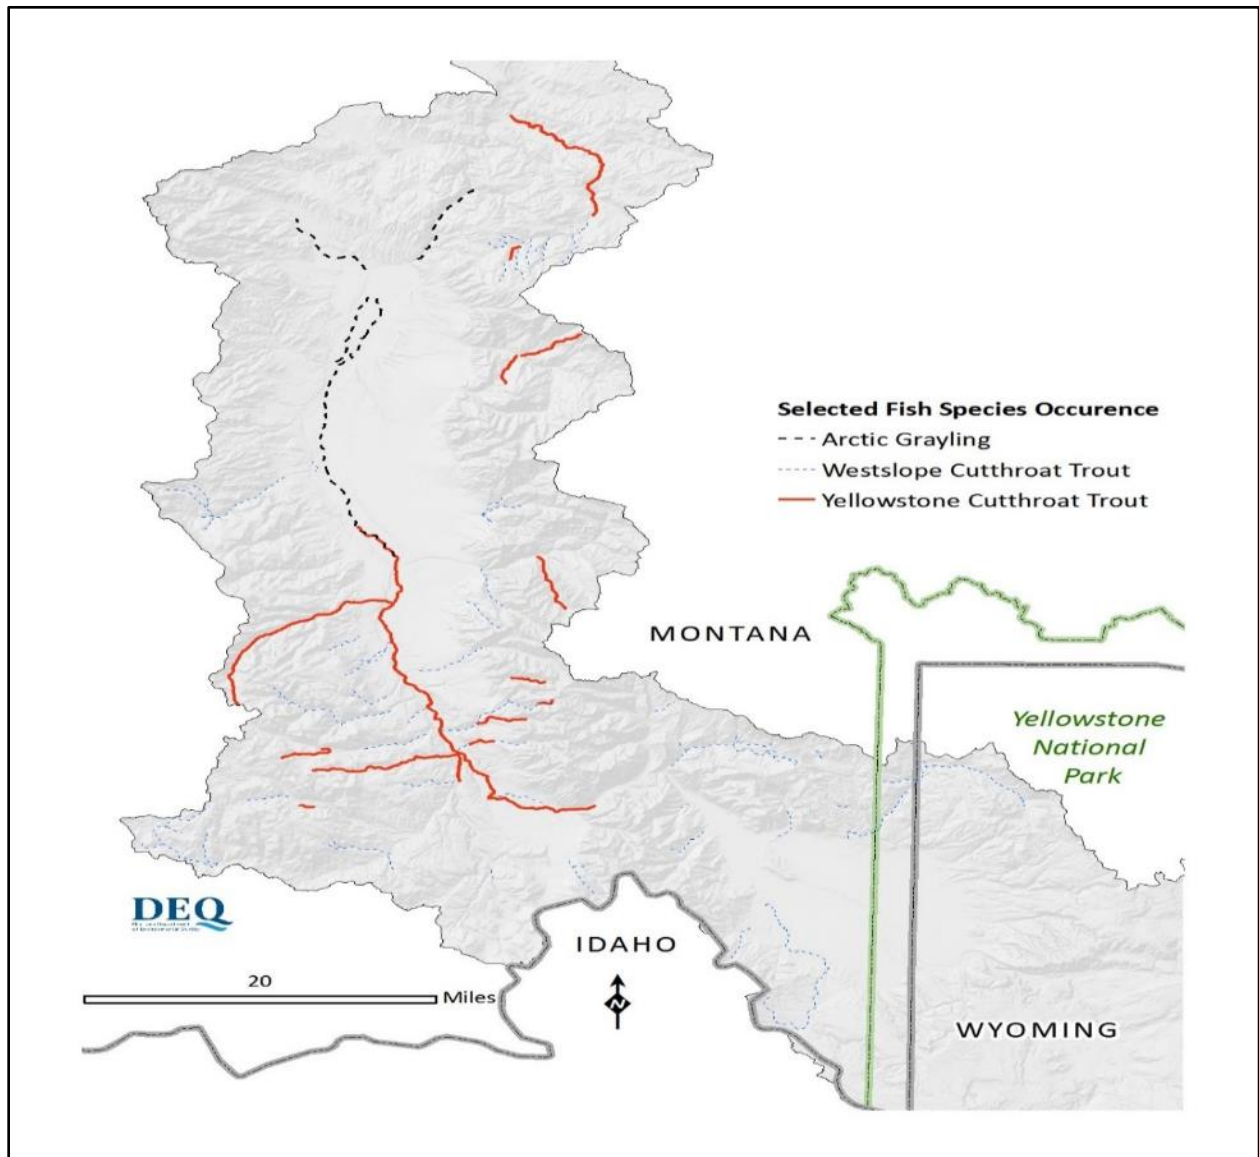 Selected Fish Species Occurence
Arctic Grayling
Westslope Cutthroat Trout
Yellowstone Cutthroat Trout
MONTANA
Yellowstone
National
Park
DEQ
IDAHO
20
Miles
N
WYOMING